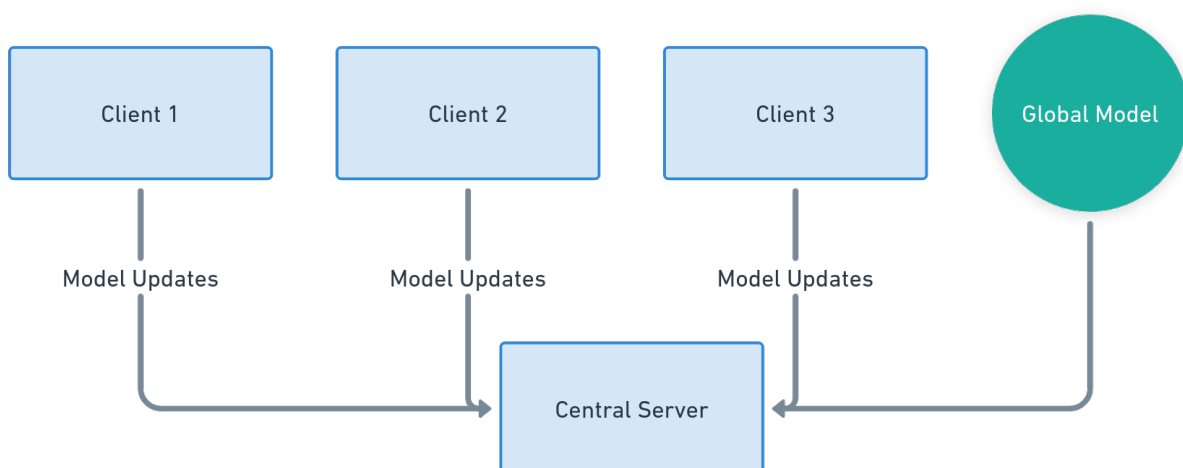 Client 1
Client 2
Client 3
Global Model
Model Updates
Model Updates
Model Updates
Central Server